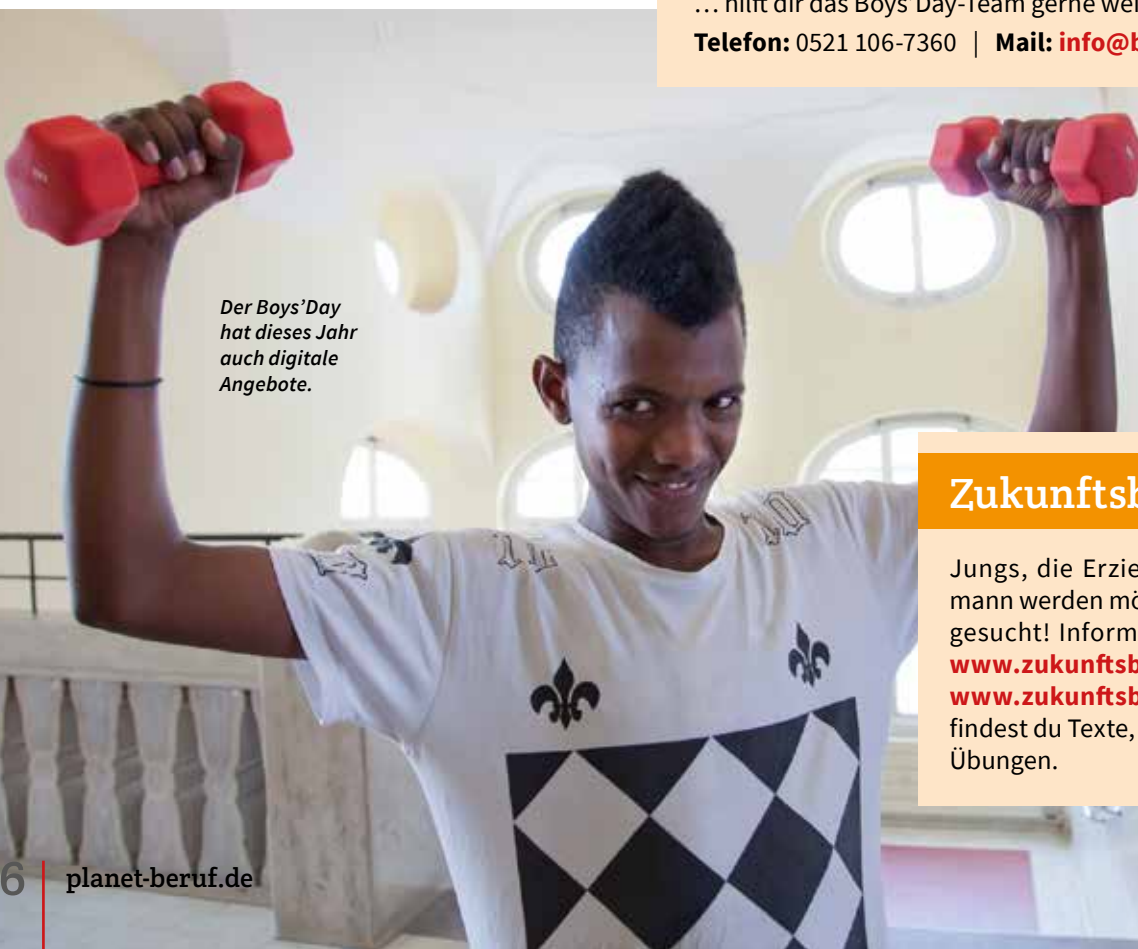 … hilft dir das Boys’Day-Team gerne
Telefon: 0521 106-7360 | Mail: info@b
Der Boys’Day
hat dieses Jahr
auch digitale
Angebote.
Zukunftsb
Jungs, die Erzie
mann werden mö
gesucht! Inform
www.zukunftsb
www.zukunftsb
findest du Texte,
Übungen.
6 planet-beruf.de